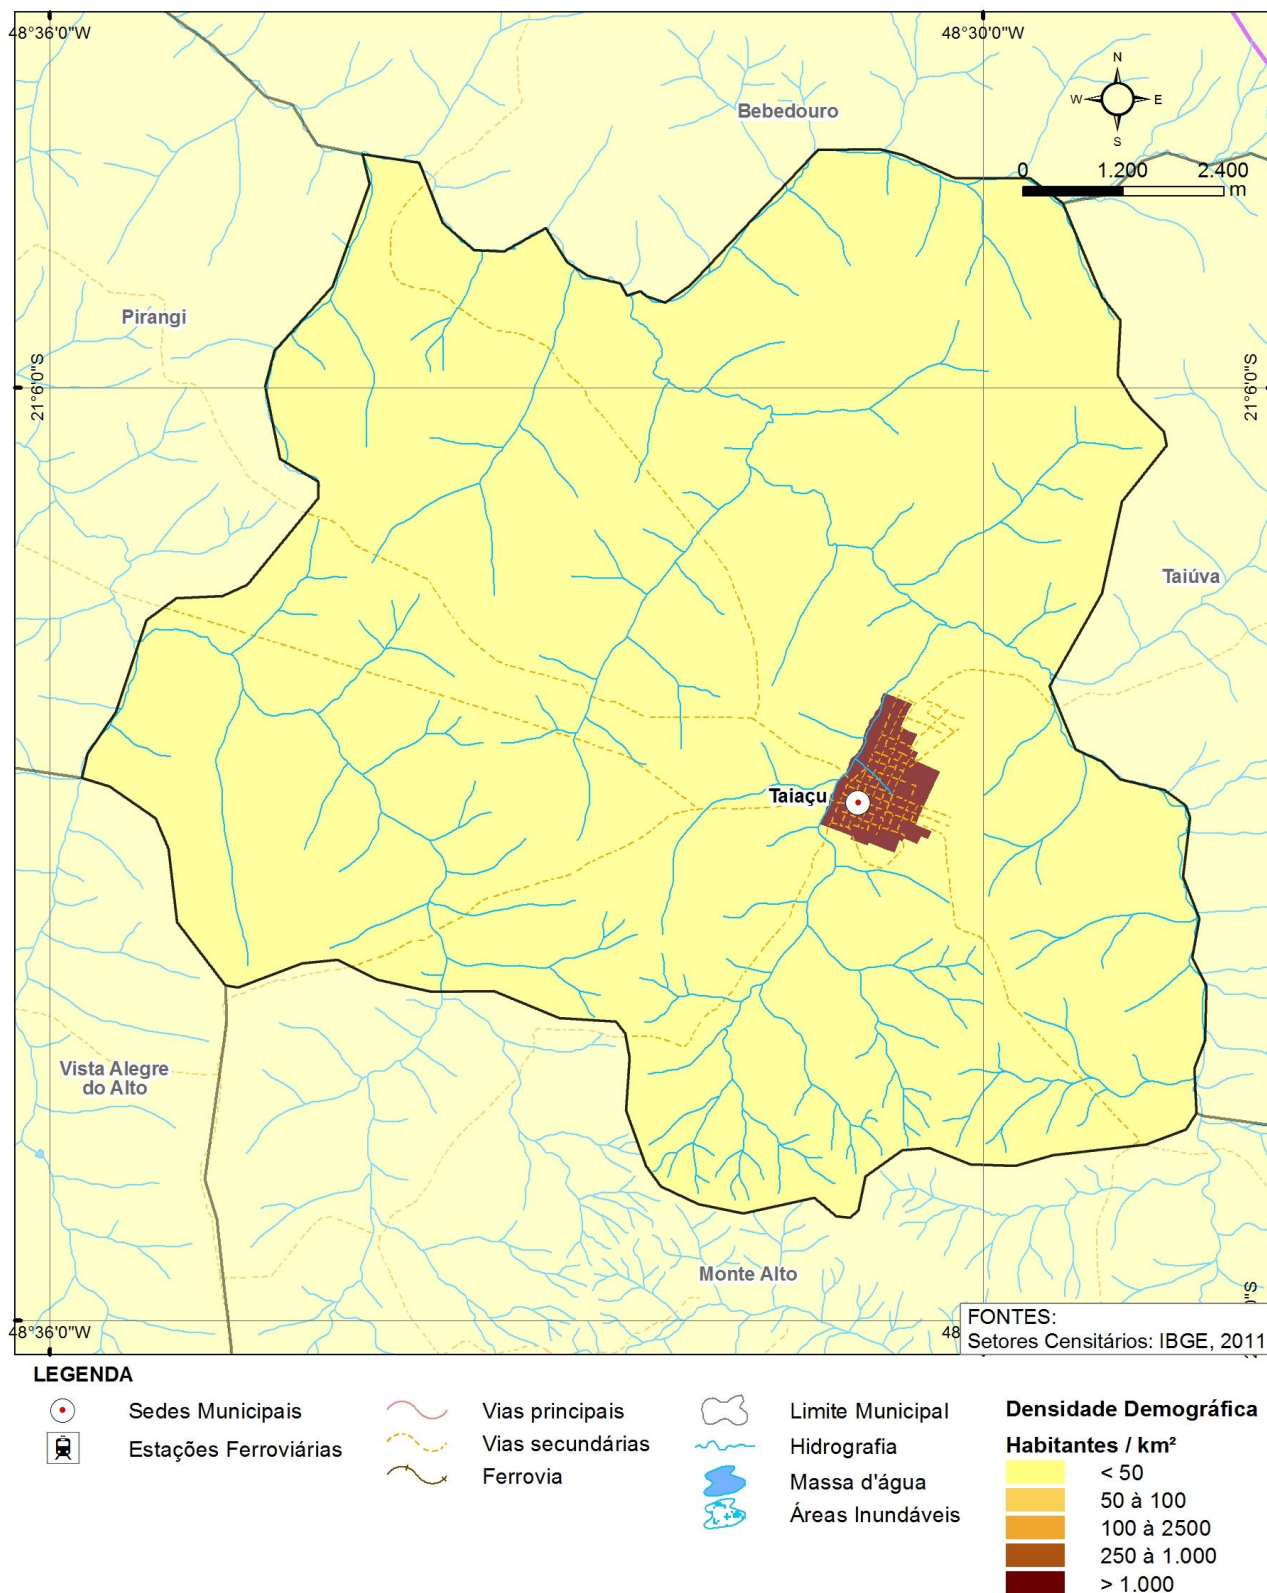 48°36'0"W
48°30'0"W
N
W
E
S
Bebedouro
0
1.200
2.400
m
Pirangi
21°6'0"S
21°6'0"S
Taiúva
Taiaçu
Vista Alegre
do Alto
Monte Alto
0"S
48°36'0"W
48
FONTES:
Setores Censitários: IBGE, 2011
LEGENDA
Sedes Municipais
Estações Ferroviárias
Vias principais
Vias secundárias
Ferrovia
Limite Municipal
Hidrografia
Massa d'água
Áreas Inundáveis
Densidade Demográfica
Habitantes / km²
< 50
50 à 100
100 à 2500
250 à 1.000
> 1.000